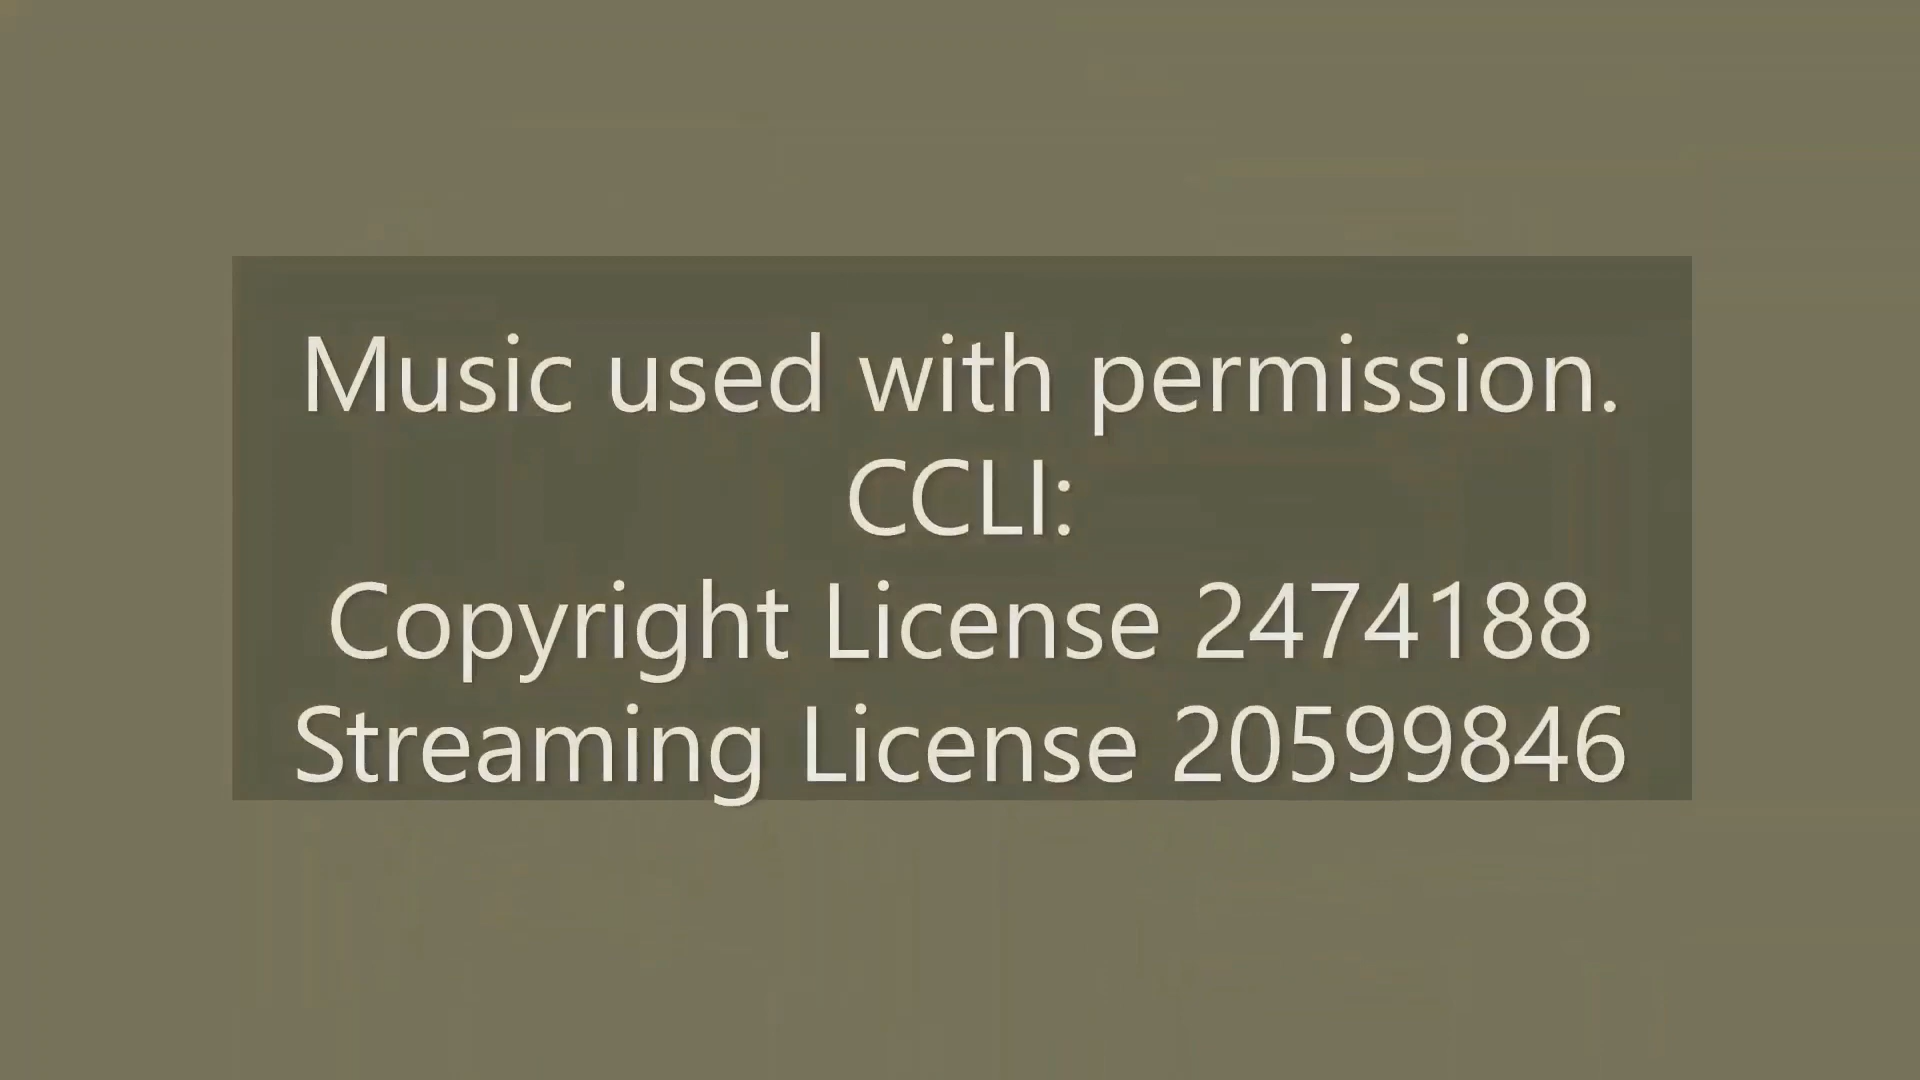 Music used with permission.
CCLI:
Copyright License 2474188
Streaming License 20599846